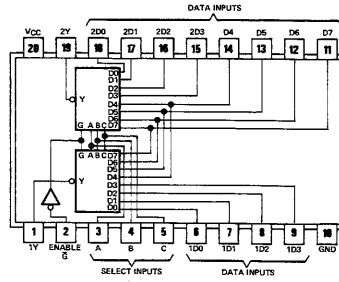 DATA INPUTS
VCC 2Y 2D0 2D1 2D2 2D3 D4 D5 D6 D7
20 19 18 17 16 15 14 13 12 11
D0
D1
D2
D3
D4
D5
D6
D7
Y
G A B C
G A B C
D7
D6
D5
D4
D3
D2
D1
D0
Y
1 2 3 4 5 6 7 8 9 10
1Y ENABLE G A B C 1D0 1D1 1D2 1D3 GND
SELECT INPUTS DATA INPUTS